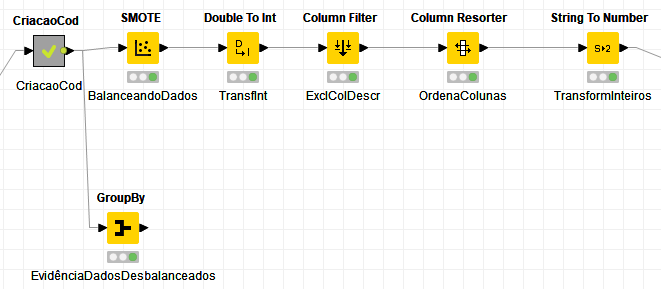 CriacaoCod
SMOTE
Double To Int
Column Filter
Column Resorter
String To Number
D
I
S
2
CriacaoCod
BalanceandoDados
TransfInt
ExclColDescr
OrdenaColunas
TransformInteiros
GroupBy
EvidênciaDadosDesbalanceados